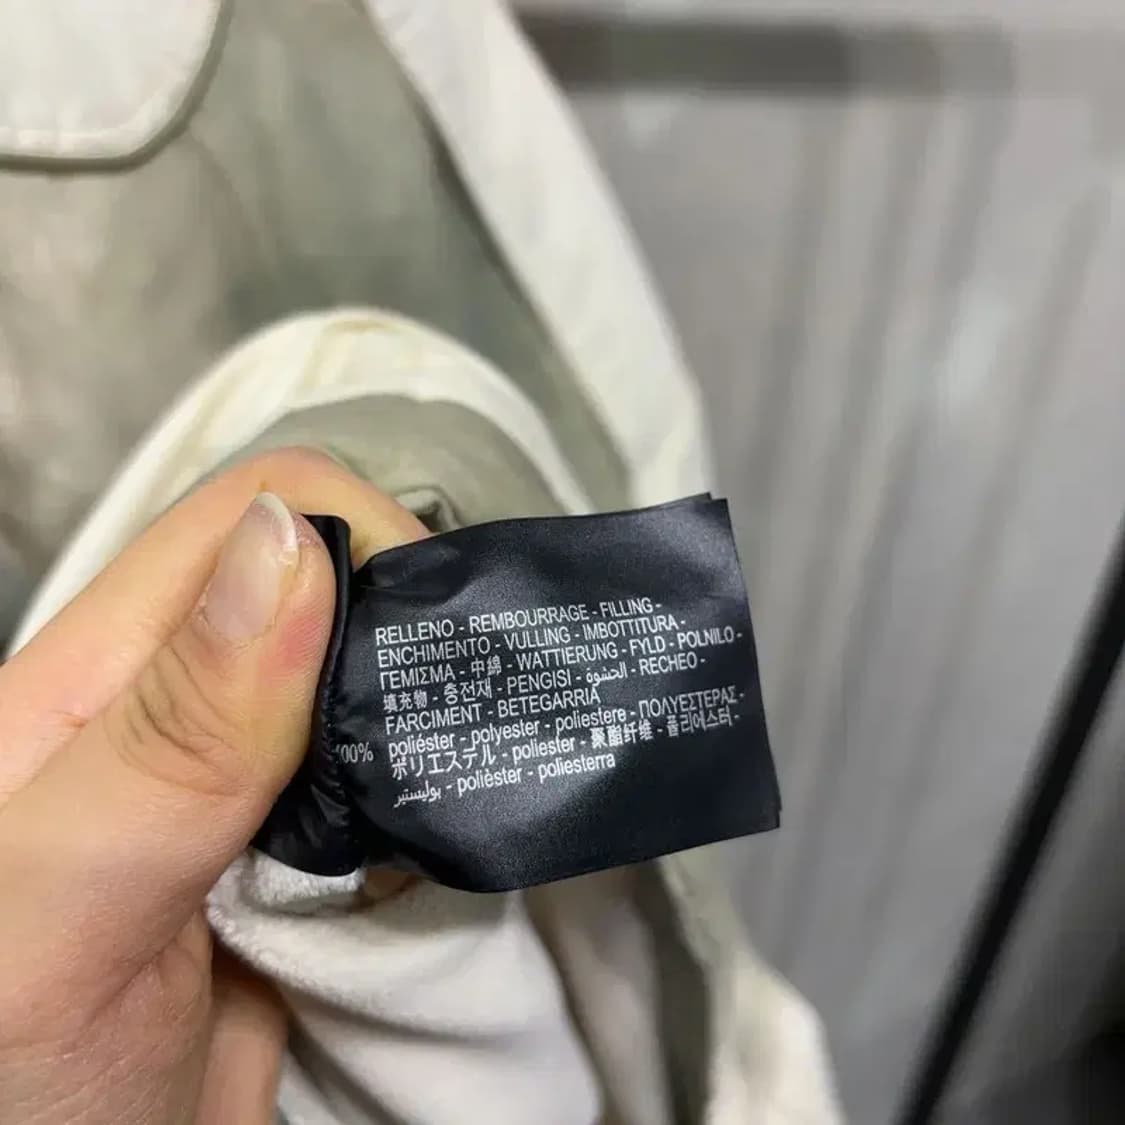 RELLENO - REMBOURRAGE - FILLING -
ENCHIMENTO - VULLING - IMBOTTITURA -
ΓΕΜΙΣΜΑ - 中綿 - WATTIERUNG - FYLD - POLNILO -
填充物 - 충전재 - PENGISI - الحشوة - RECHEO -
FARCIMENT - BETEGARRIA
100% poliéster - polyester - poliestere - ΠΟΛΥΕΣΤΕΡΑΣ -
ポリエステル - poliester - 聚酯纤维 - 폴리에스터 -
بوليستير - polièster - poliesterra